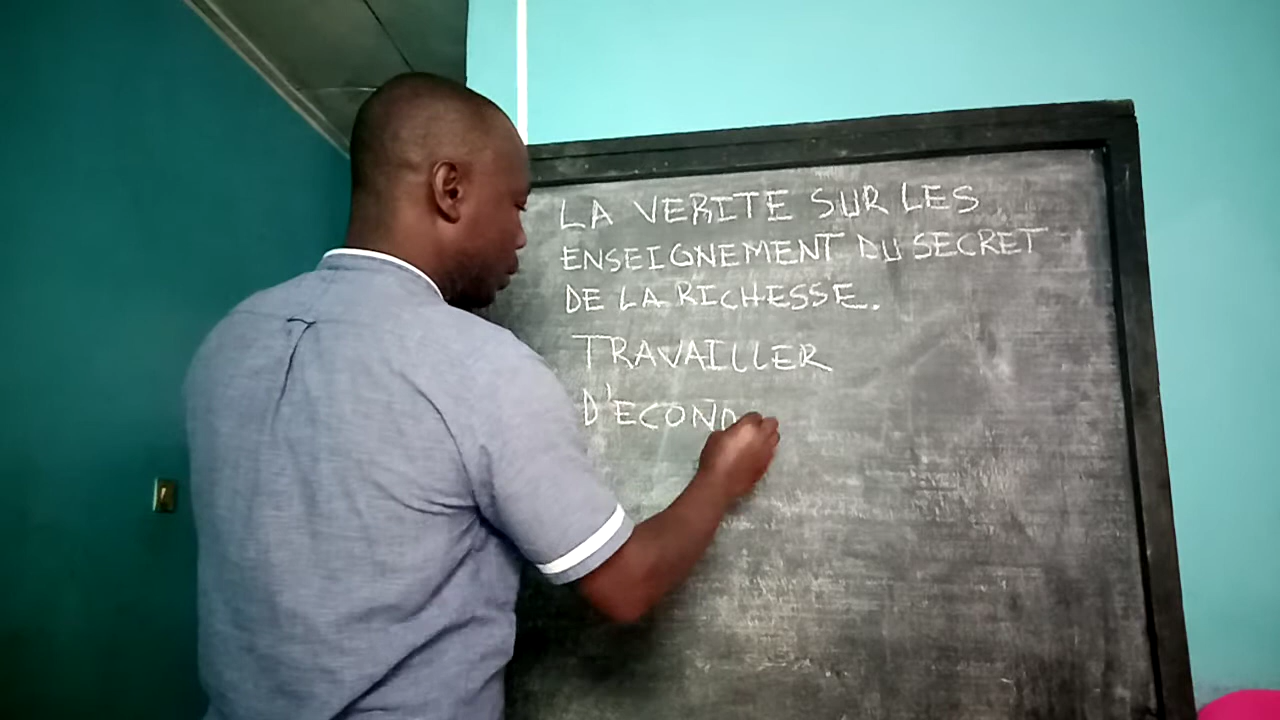 LA VERITE SUR LES
ENSEIGNEMENT DU SECRET
DE LA RICHESSE.
TRAVAILLER
D'ECONO